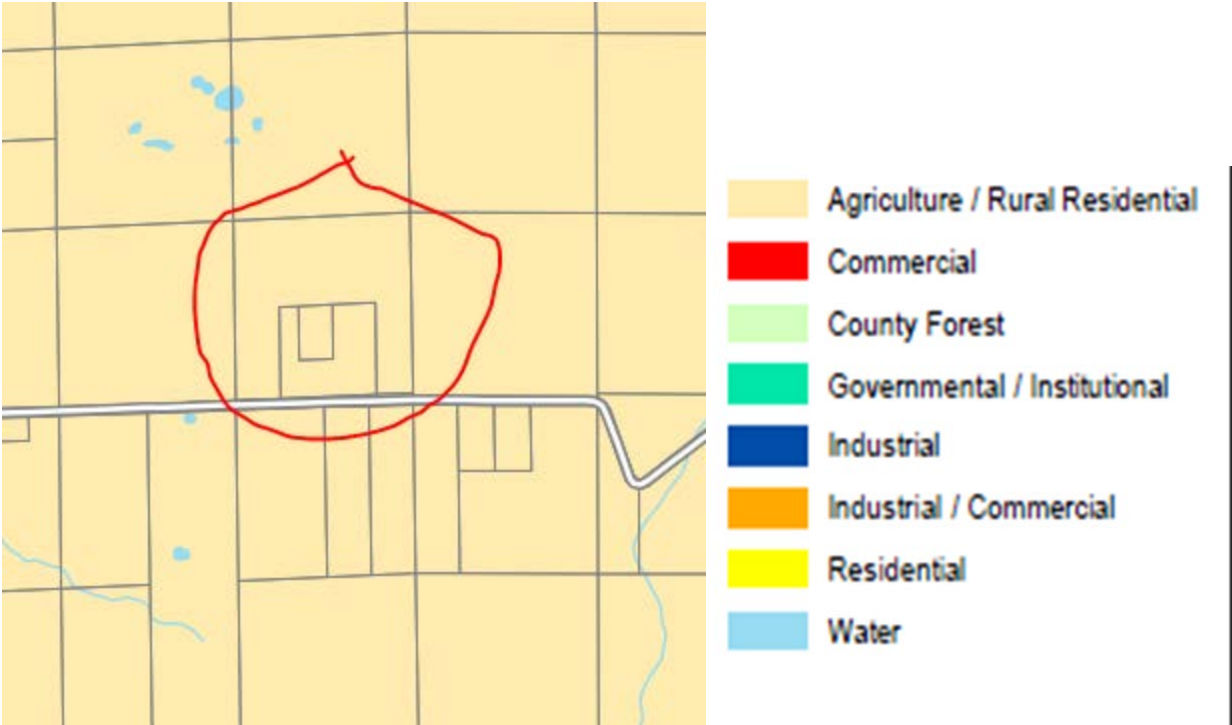 Agriculture / Rural Residential
Commercial
County Forest
Governmental / Institutional
Industrial
Industrial / Commercial
Residential
Water